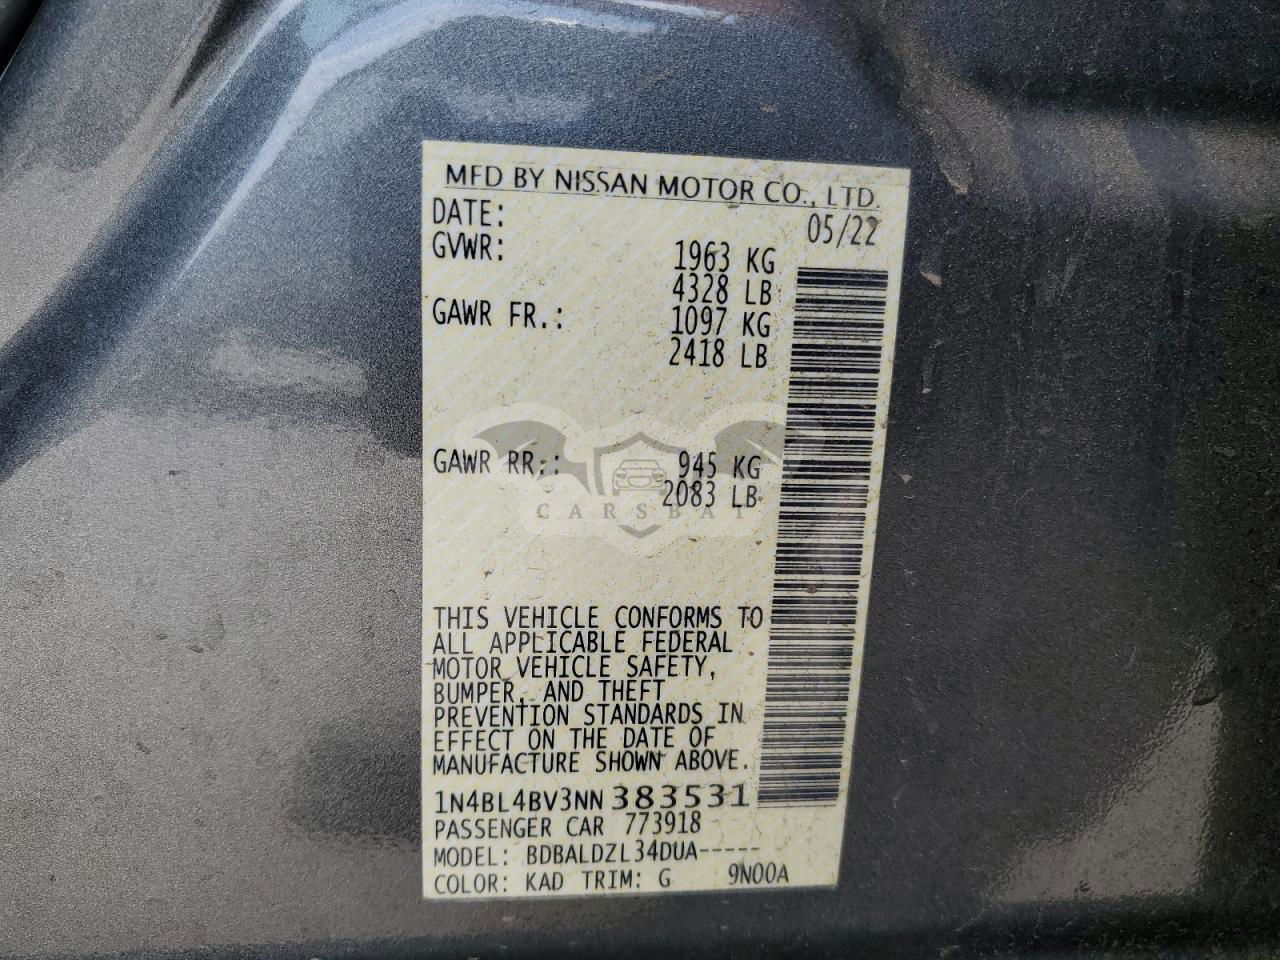 MFD BY NISSAN MOTOR CO., LTD.
DATE: 05/22
GVWR: 1963 KG
4328 LB
GAWR FR.: 1097 KG
2418 LB
GAWR RR.: 945 KG
2083 LB
CARSBAT
THIS VEHICLE CONFORMS TO
ALL APPLICABLE FEDERAL
MOTOR VEHICLE SAFETY,
BUMPER, AND THEFT
PREVENTION STANDARDS IN
EFFECT ON THE DATE OF
MANUFACTURE SHOWN ABOVE.
1N4BL4BV3NN383531
PASSENGER CAR 773918
MODEL: BDBALDZL34DUA-----
COLOR: KAD TRIM: G 9N00A